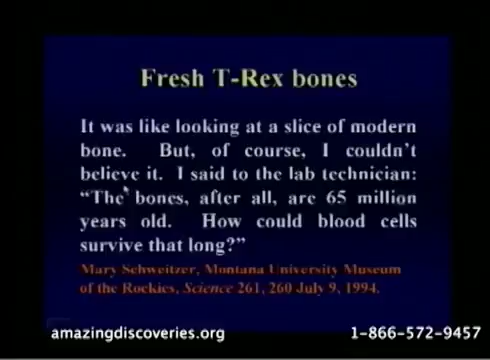 Fresh T-Rex bones
It was like looking at a slice of modern
bone. But, of course, I couldn't
believe it. I said to the lab technician:
"The bones, after all, are 65 million
years old. How could blood cells
survive that long?"
Mary Schweitzer, Montana University Museum
of the Rockies, Science 261, 260 July 9, 1994.
amazingdiscoveries.org 1-866-572-9457